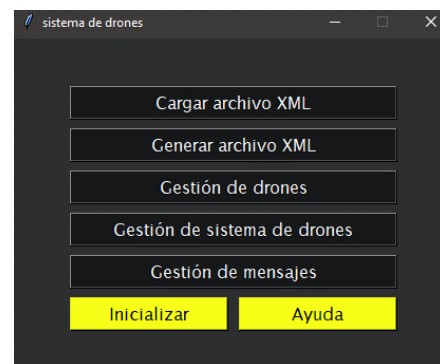 sistema de drones
Cargar archivo XML
Generar archivo XML
Gestión de drones
Gestión de sistema de drones
Gestión de mensajes
Inicializar Ayuda